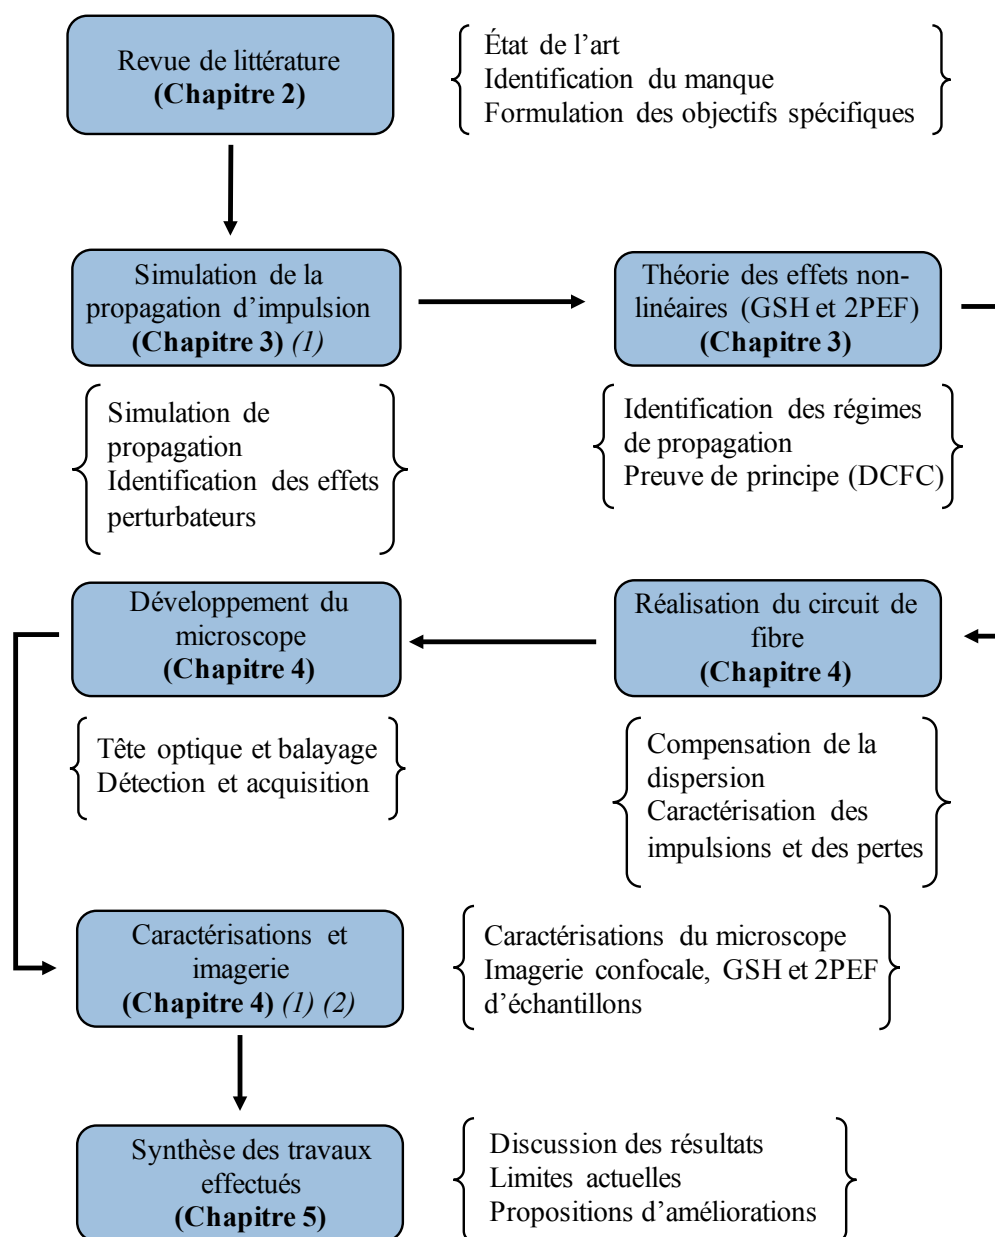 Revue de littérature
(Chapitre 2)
État de l’art
Identification du manque
Formulation des objectifs spécifiques
Simulation de la
propagation d’impulsion
(Chapitre 3) (1)
Théorie des effets non-
linéaires (GSH et 2PEF)
(Chapitre 3)
Simulation de
propagation
Identification des effets
perturbateurs
Identification des régimes
de propagation
Preuve de principe (DCFC)
Développement du
microscope
(Chapitre 4)
Réalisation du circuit de
fibre
(Chapitre 4)
Tête optique et balayage
Détection et acquisition
Compensation de la
dispersion
Caractérisation des
impulsions et des pertes
Caractérisations et
imagerie
(Chapitre 4) (1) (2)
Caractérisations du microscope
Imagerie confocale, GSH et 2PEF
d’échantillons
Synthèse des travaux
effectués
(Chapitre 5)
Discussion des résultats
Limites actuelles
Propositions d’améliorations